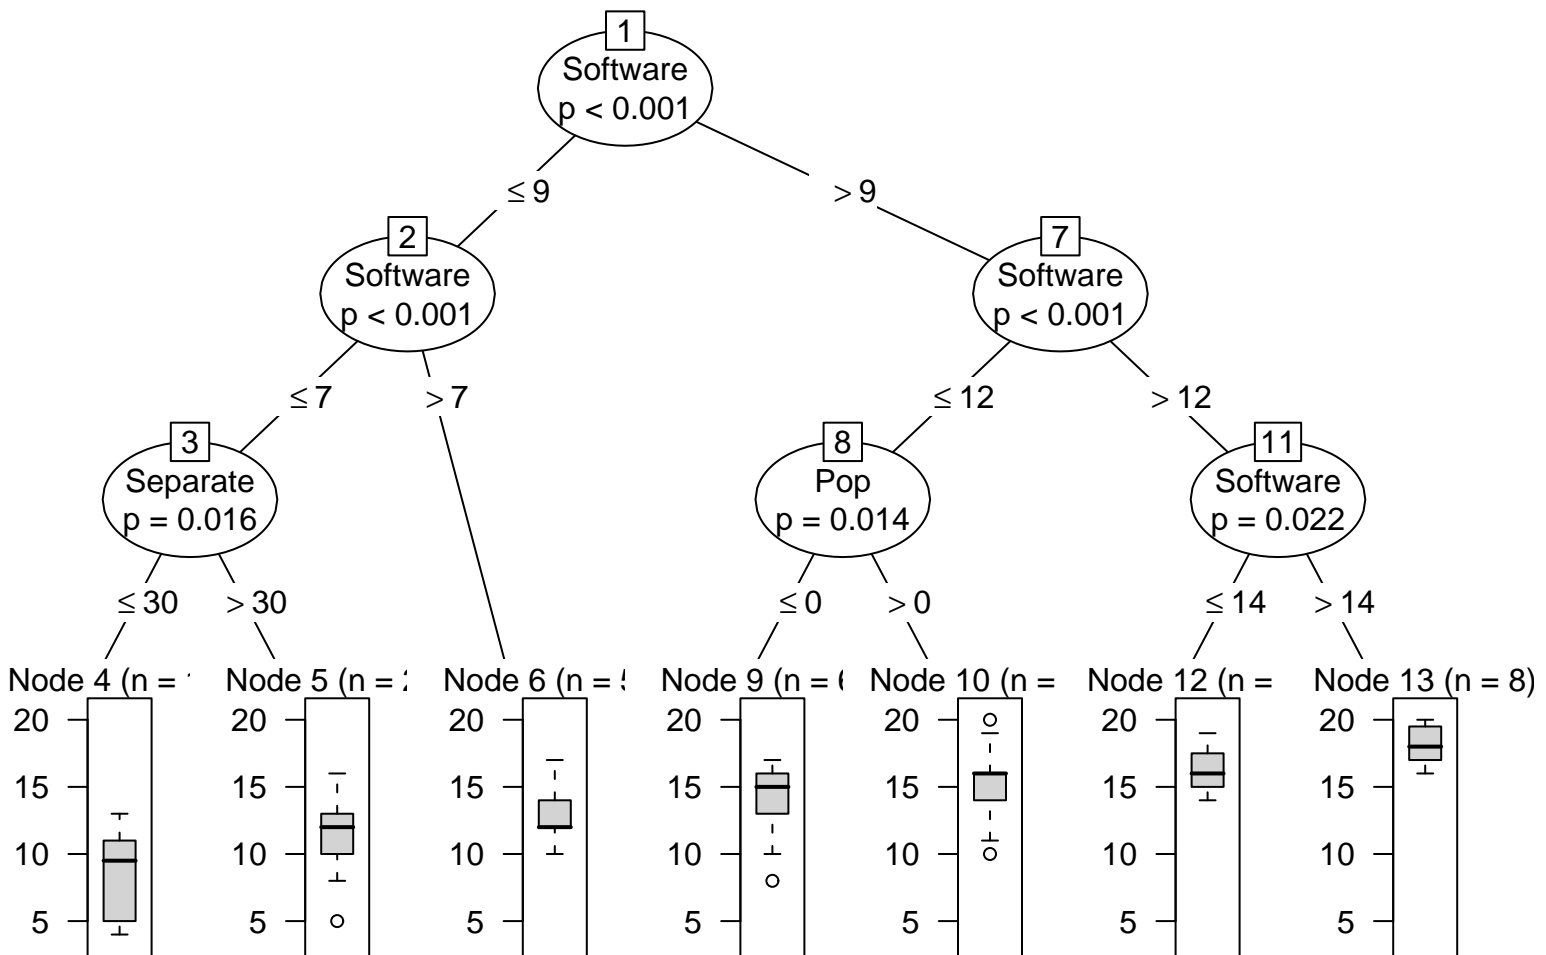 1
Software
p < 0.001
≤ 9
> 9
2
Software
p < 0.001
7
Software
p < 0.001
≤ 7
> 7
≤ 12
> 12
3
Separate
p = 0.016
8
Pop
p = 0.014
11
Software
p = 0.022
≤ 30
> 30
≤ 0
> 0
≤ 14
> 14
Node 4 (n =
20
15
10
5
Node 5 (n =
20
15
10
5
Node 6 (n =
20
15
10
5
Node 9 (n =
20
15
10
5
Node 10 (n =
20
15
10
5
Node 12 (n =
20
15
10
5
Node 13 (n = 8)
20
15
10
5